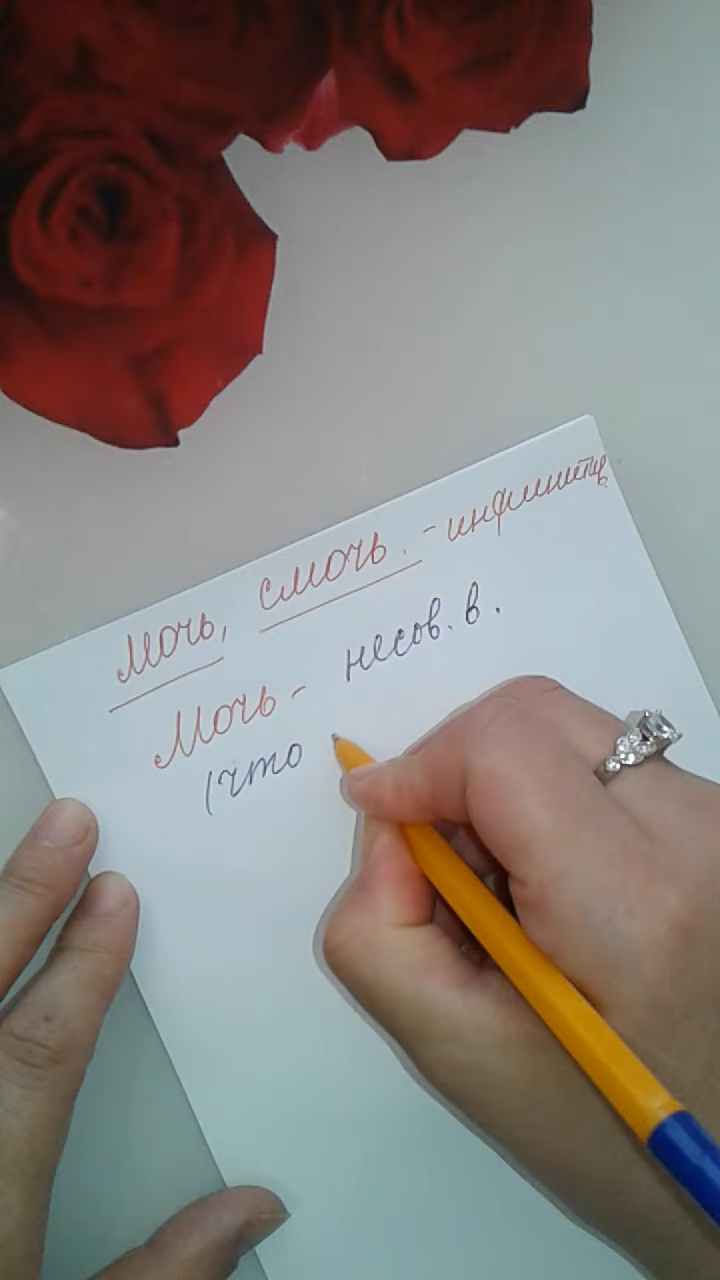 Мочь, смочь. - инфинитив
Мочь - несов. в.
(что